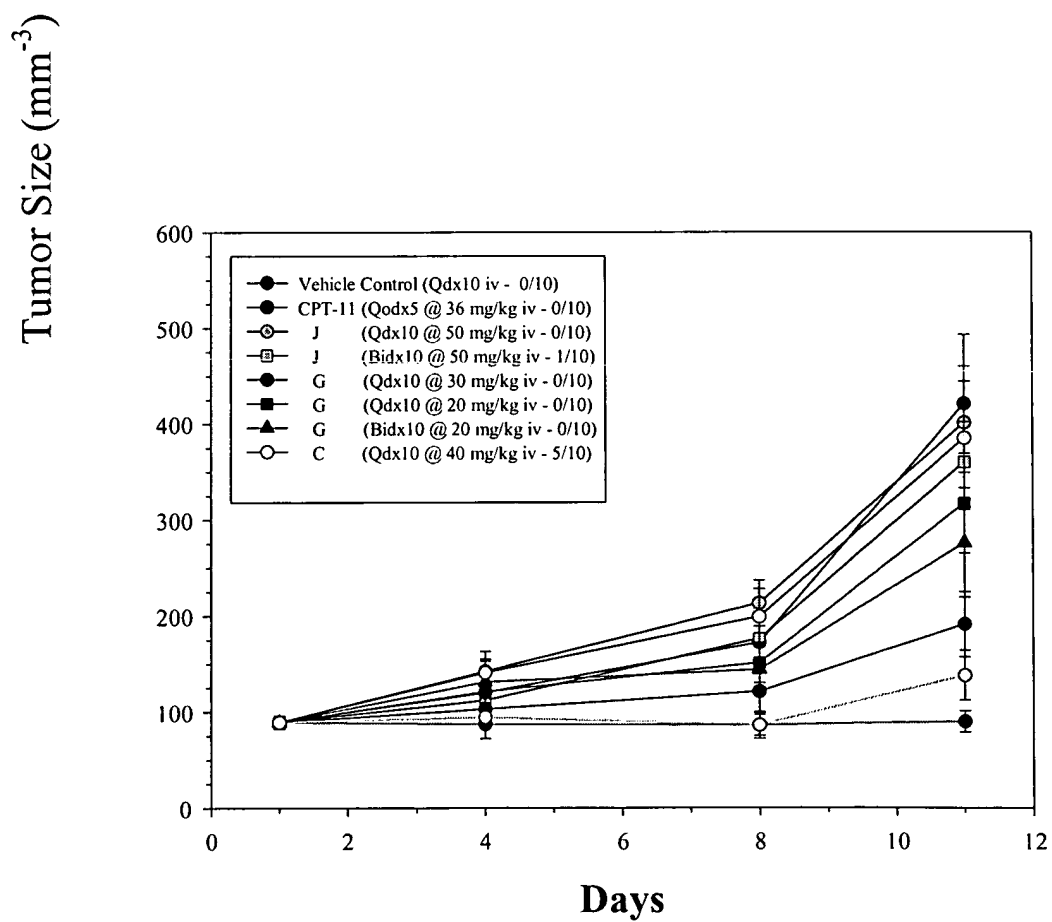 Tumor Size (mm-3)
600
500
400
300
200
100
0
Vehicle Control (Qdx10 iv - 0/10)
CPT-11 (Qodx5 @ 36 mg/kg iv - 0/10)
J (Qdx10 @ 50 mg/kg iv - 0/10)
J (Bidx10 @ 50 mg/kg iv - 1/10)
G (Qdx10 @ 30 mg/kg iv - 0/10)
G (Qdx10 @ 20 mg/kg iv - 0/10)
G (Bidx10 @ 20 mg/kg iv - 0/10)
C (Qdx10 @ 40 mg/kg iv - 5/10)
0 2 4 6 8 10 12
Days